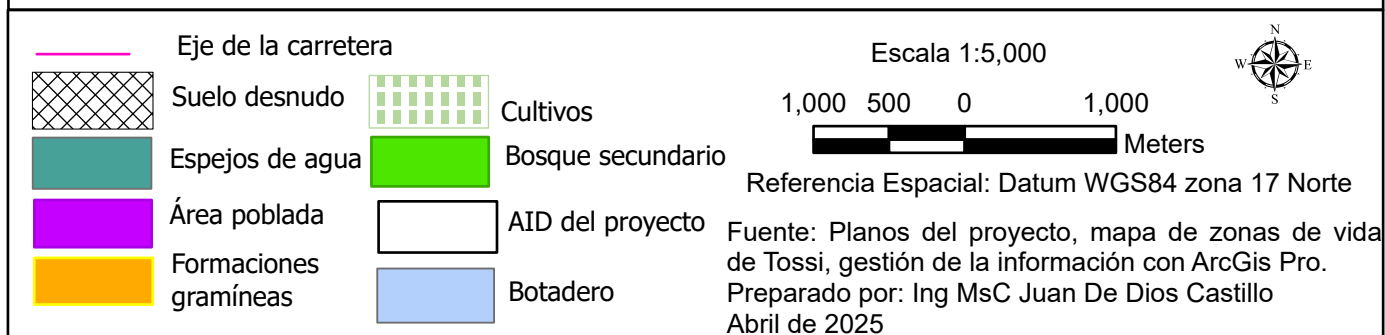 Eje de la carretera
Suelo desnudo
Espejos de agua
Área poblada
Formaciones
gramíneas
Cultivos
Bosque secundario
AID del proyecto
Botadero
Escala 1:5,000
1,000 500 0 1,000
Meters
Referencia Espacial: Datum WGS84 zona 17 Norte
Fuente: Planos del proyecto, mapa de zonas de vida
de Tossi, gestión de la información con ArcGis Pro.
Preparado por: Ing MsC Juan De Dios Castillo
Abril de 2025
N
W E
S